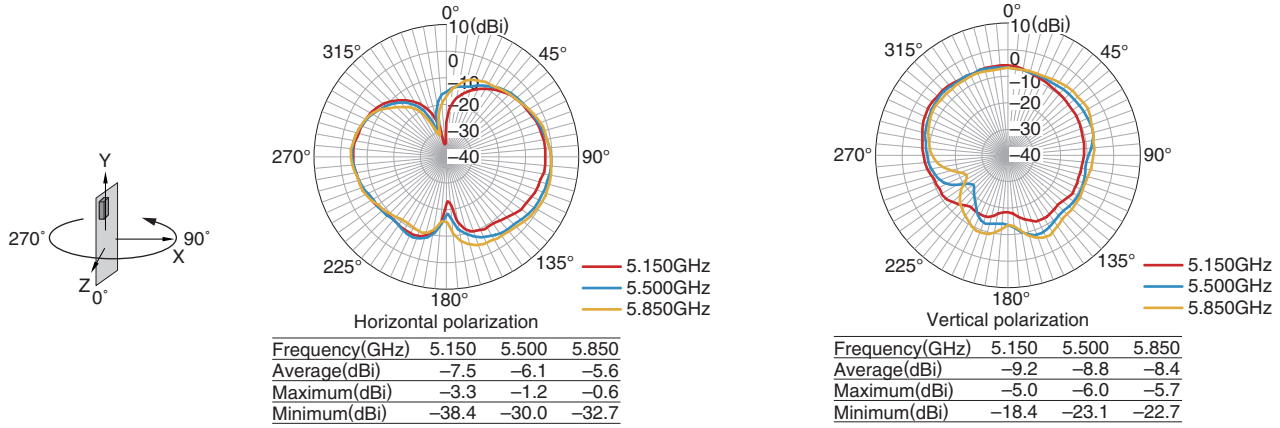 Y
270°
90°
X
Z
0°
0°
10(dBi)
315°
45°
0
−10
−20
−30
−40
270°
90°
225°
135°
180°
5.150GHz
5.500GHz
5.850GHz
Horizontal polarization
Frequency(GHz) 5.150 5.500 5.850
Average(dBi) −7.5 −6.1 −5.6
Maximum(dBi) −3.3 −1.2 −0.6
Minimum(dBi) −38.4 −30.0 −32.7
0°
10(dBi)
315°
45°
0
−10
−20
−30
−40
270°
90°
225°
135°
180°
5.150GHz
5.500GHz
5.850GHz
Vertical polarization
Frequency(GHz) 5.150 5.500 5.850
Average(dBi) −9.2 −8.8 −8.4
Maximum(dBi) −5.0 −6.0 −5.7
Minimum(dBi) −18.4 −23.1 −22.7